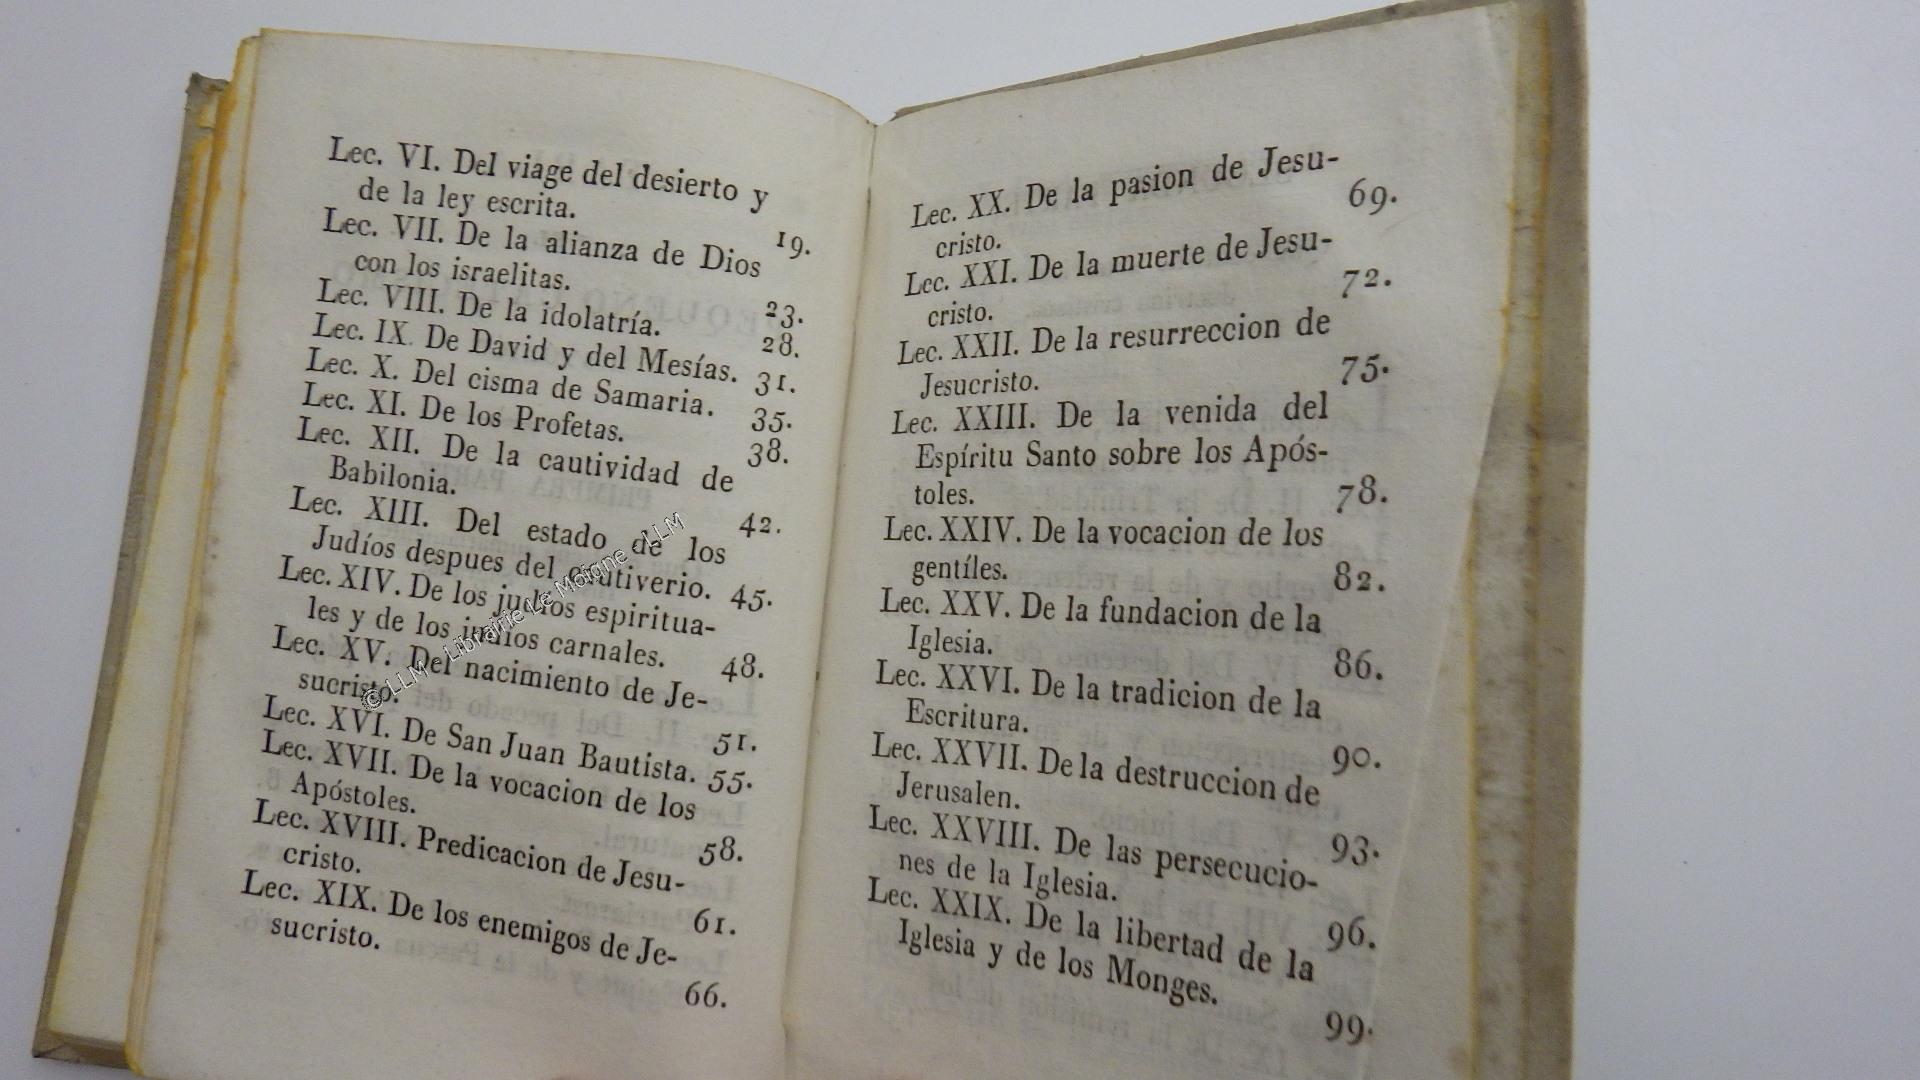 Lec. VI. Del viage del desierto y
de la ley escrita. 19.
Lec. VII. De la alianza de Dios
con los israelitas. 23.
Lec. VIII. De la idolatría. 28.
Lec. IX. De David y del Mesías. 31.
Lec. X. Del cisma de Samaria. 35.
Lec. XI. De los Profetas. 38.
Lec. XII. De la cautividad de
Babilonia. 42.
Lec. XIII. Del estado de los
Judíos despues del cautiverio. 45.
Lec. XIV. De los judios espiritua-
les y de los judios carnales. 48.
Lec. XV. Del nacimiento de Je-
sucristo. 51.
Lec. XVI. De San Juan Bautista. 55.
Lec. XVII. De la vocacion de los
Apóstoles. 58.
Lec. XVIII. Predicacion de Jesu-
cristo. 61.
Lec. XIX. De los enemigos de Je-
sucristo. 66.
© LLM - Librairie Le Moigne - LLM
Lec. XX. De la pasion de Jesu-
cristo. 69.
Lec. XXI. De la muerte de Jesu-
cristo. 72.
Lec. XXII. De la resurreccion de
Jesucristo. 75.
Lec. XXIII. De la venida del
Espíritu Santo sobre los Após-
toles. 78.
Lec. XXIV. De la vocacion de los
gentíles. 82.
Lec. XXV. De la fundacion de la
Iglesia. 86.
Lec. XXVI. De la tradicion de la
Escritura. 90.
Lec. XXVII. De la destruccion de
Jerusalen. 93.
Lec. XXVIII. De las persecucio-
nes de la Iglesia. 96.
Lec. XXIX. De la libertad de la
Iglesia y de los Monges. 99.